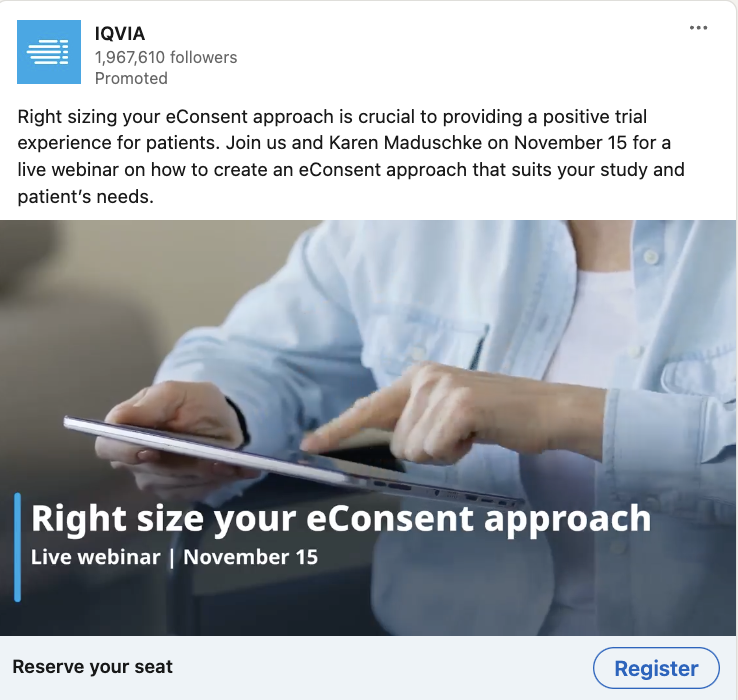 IQVIA
1,967,610 followers
Promoted
Right sizing your eConsent approach is crucial to providing a positive trial
experience for patients. Join us and Karen Maduschke on November 15 for a
live webinar on how to create an eConsent approach that suits your study and
patient’s needs.
Right size your eConsent approach
Live webinar | November 15
Reserve your seat
Register